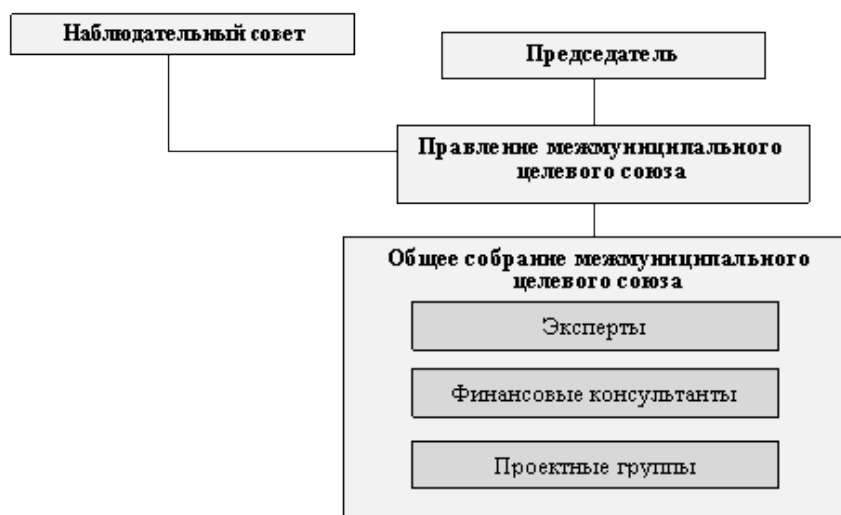 Наблюдательный совет
Председатель
Правление межмуниципального
целевого союза
Общее собрание межмуниципального
целевого союза
Эксперты
Финансовые консультанты
Проектные группы